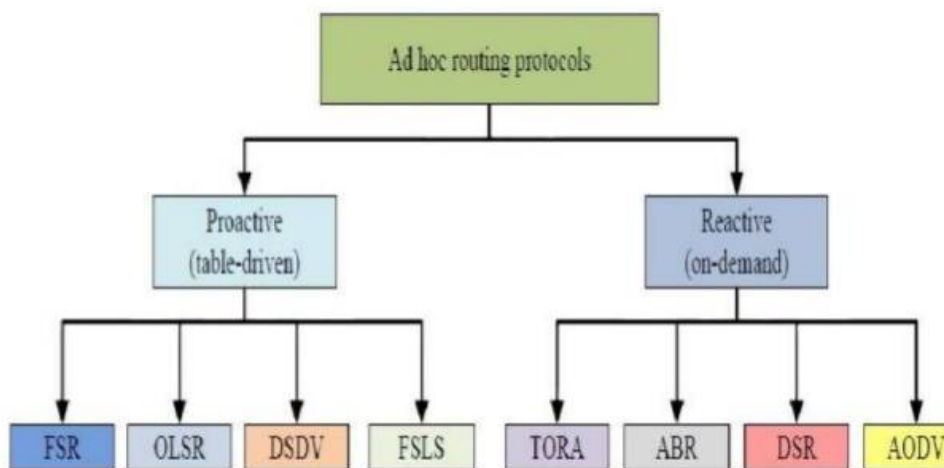 Ad hoc routing protocols
Proactive
(table-driven)
Reactive
(on-demand)
FSR
OLSR
DSDV
FSLS
TORA
ABR
DSR
AODV